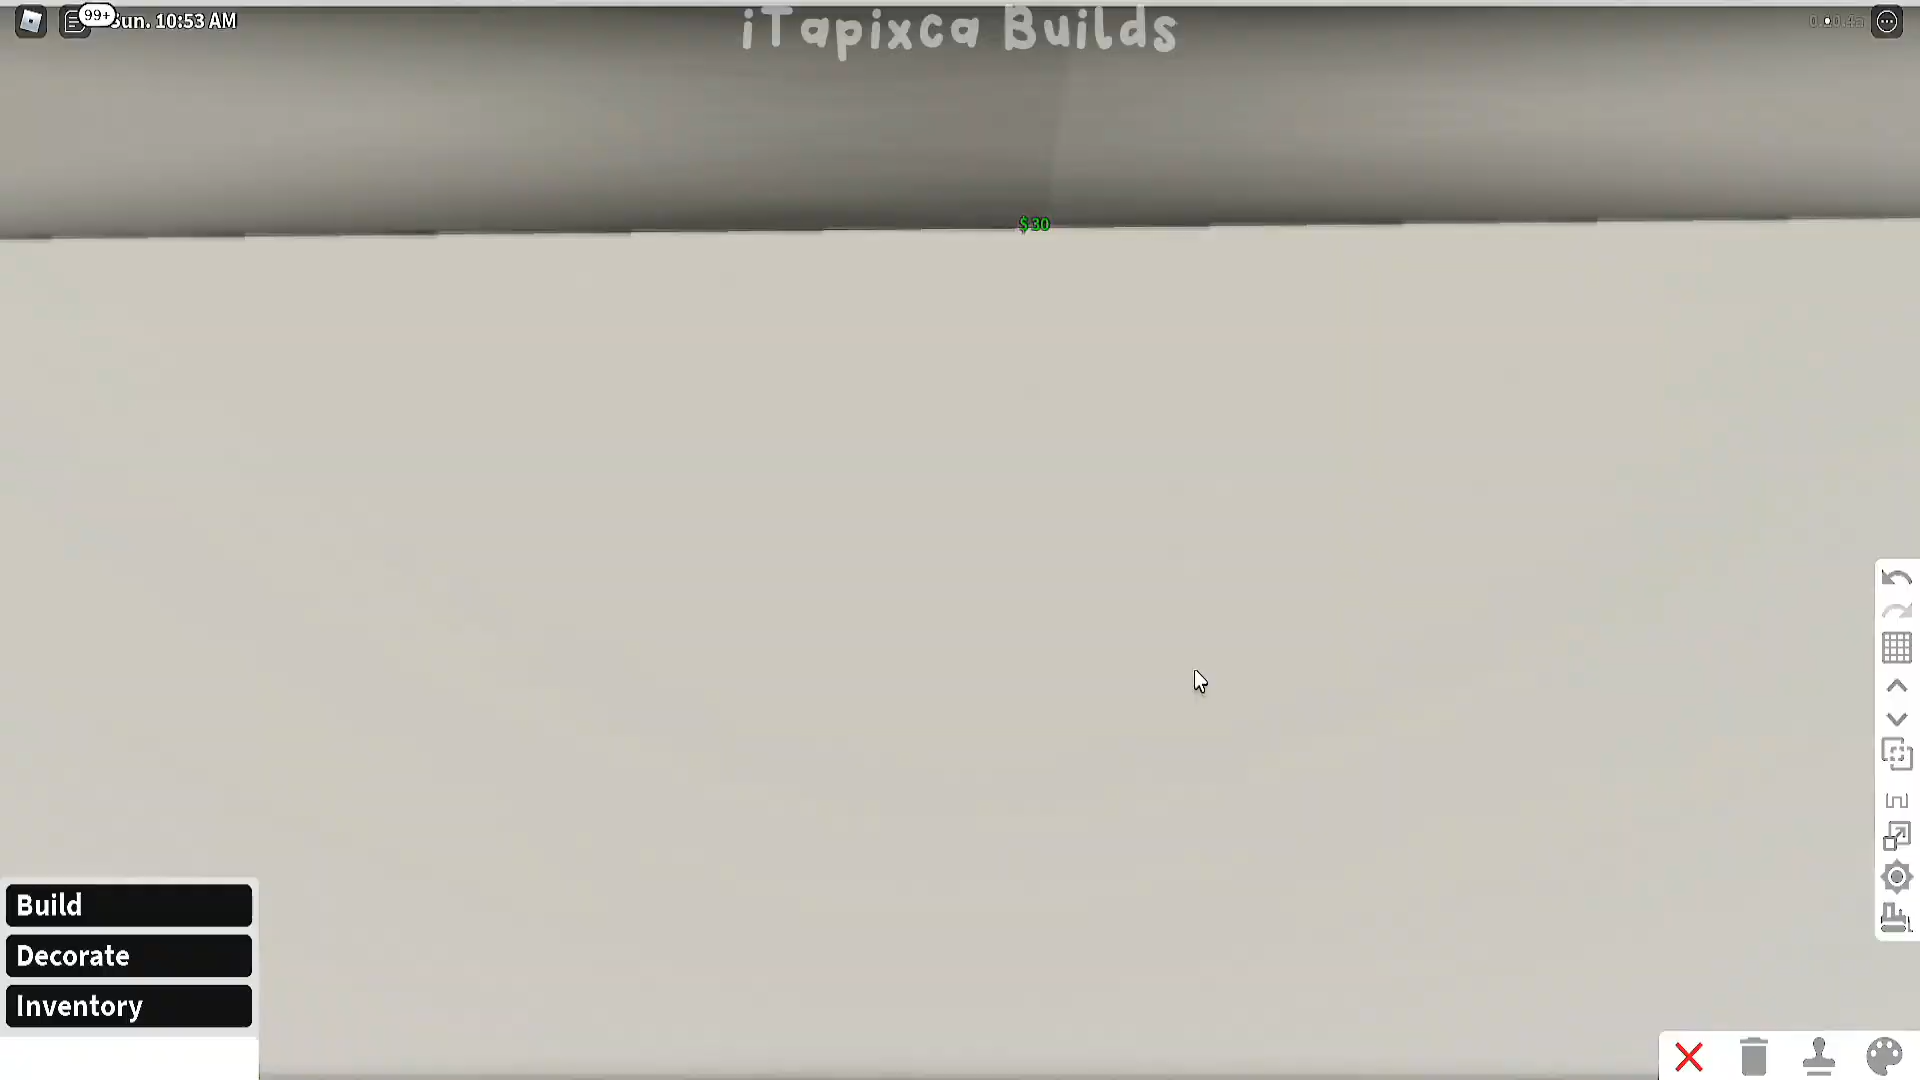 99+
Sun. 10:53 AM
iTapixca Builds
$30
Build
Decorate
Inventory